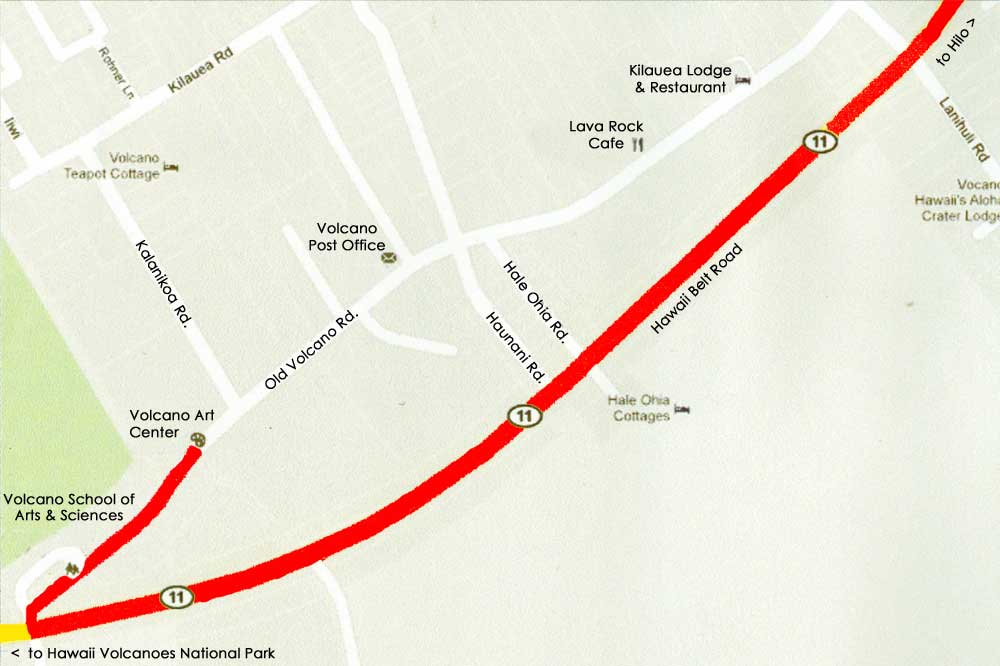 to Hilo >
Rohner Ln
Kilauea Rd
Kilauea Lodge
& Restaurant
Lava Rock
Cafe
Lanihuli Rd
11
Volcano
Teapot Cottage
Vocano
Hawaii's Aloha
Crater Lodge
Volcano
Post Office
Kalanikoa Rd.
Hale Ohia Rd.
Hawaii Belt Road
Old Volcano Rd.
Haunani Rd.
11
Hale Ohia
Cottages
Volcano Art
Center
Volcano School of
Arts & Sciences
11
< to Hawaii Volcanoes National Park